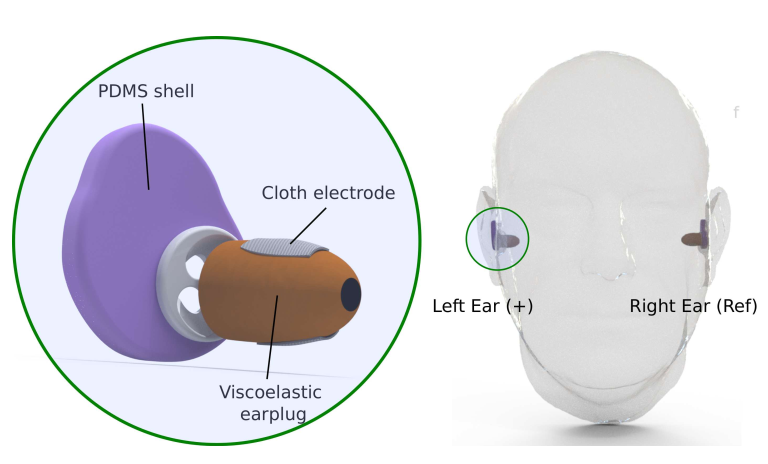 PDMS shell
Cloth electrode
Viscoelastic
earplug
f
Left Ear (+)
Right Ear (Ref)